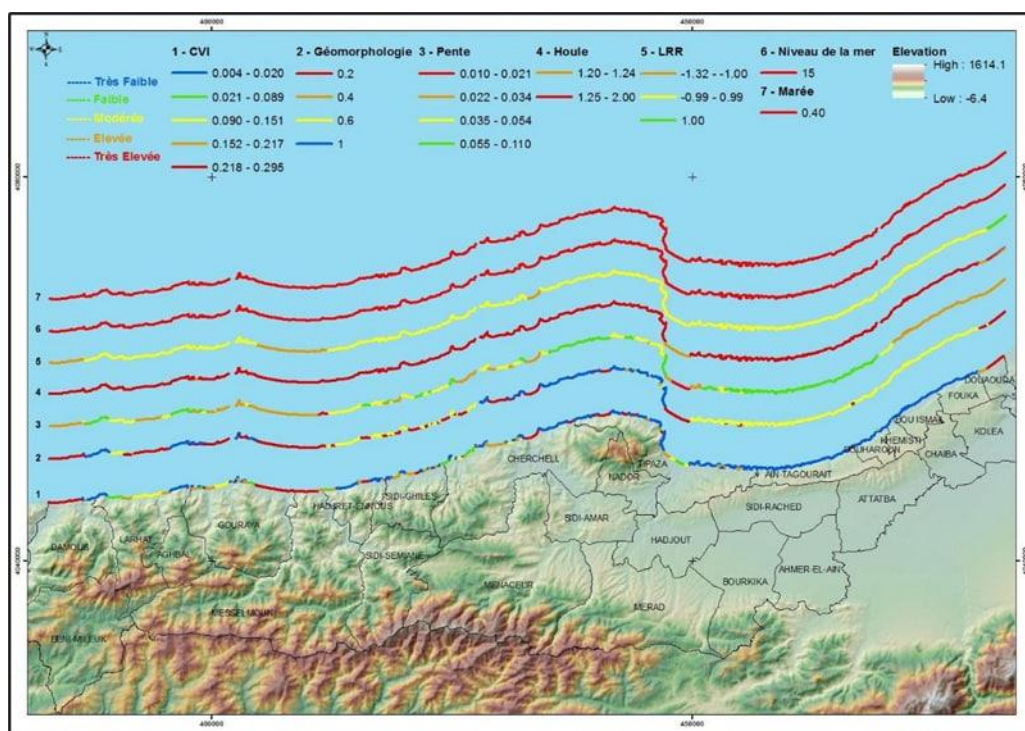 400000
450000
1 - CVI
2 - Géomorphologie
3 - Pente
4 - Houle
5 - LRR
6 - Niveau de la mer
Elevation
Très Faible
Faible
Modérée
Elevée
Très Elevée
0.004 - 0.020
0.021 - 0.089
0.090 - 0.151
0.152 - 0.217
0.218 - 0.295
0.2
0.4
0.6
1
0.010 - 0.021
0.022 - 0.034
0.035 - 0.054
0.055 - 0.110
1.20 - 1.24
1.25 - 2.00
-1.32 --1.00
-0.99 - 0.99
1.00
15
7 - Marée
0.40
High : 1614.1
Low : -6.4
7
6
5
4
3
2
1
DOUAOUDA
FOUKA
BOU ISMAIL
KOLEA
KHEMISTI
BOUHAROUN
CHAIBA
CHERCHELL
TIPAZA
NADOR
AIN-TAGOURAIT
ATTATBA
SIDI-GHILES
HADJRET-ENNOUS
SIDI-RACHED
SIDI-AMAR
GOURAYA
LARHAT
DAMOUS
AGHBAL
SIDI-SEMIANE
HADJOUT
AHMER-EL-AIN
BOURKIKA
MENACEUR
MERAD
MESSELMOUN
BENI-MILEUK
400000
450000